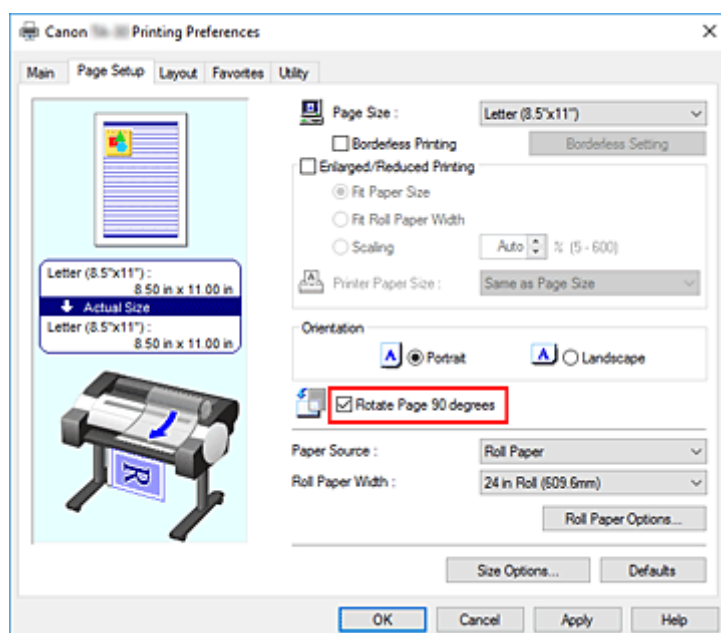 Canon Printing Preferences
Main Page Setup Layout Favorites Utility
Page Size : Letter (8.5"x11")
Borderless Printing Borderless Setting
Enlarged/Reduced Printing
Fit Paper Size
Fit Roll Paper Width
Scaling Auto % (5 - 600)
Printer Paper Size : Same as Page Size
Letter (8.5"x11") :
8.50 in x 11.00 in
Actual Size
Letter (8.5"x11") :
8.50 in x 11.00 in
Orientation
A Portrait A Landscape
Rotate Page 90 degrees
R
Paper Source : Roll Paper
Roll Paper Width : 24 in Roll (609.6mm)
Roll Paper Options...
Size Options... Defaults
OK Cancel Apply Help